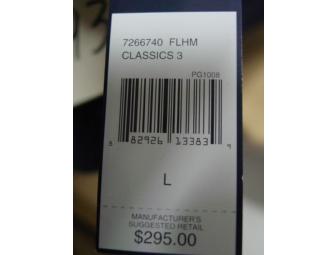 7266740 FLHM
CLASSICS 3
PG1008
8 82926 13383 9
L
MANUFACTURER'S
SUGGESTED RETAIL
$295.00